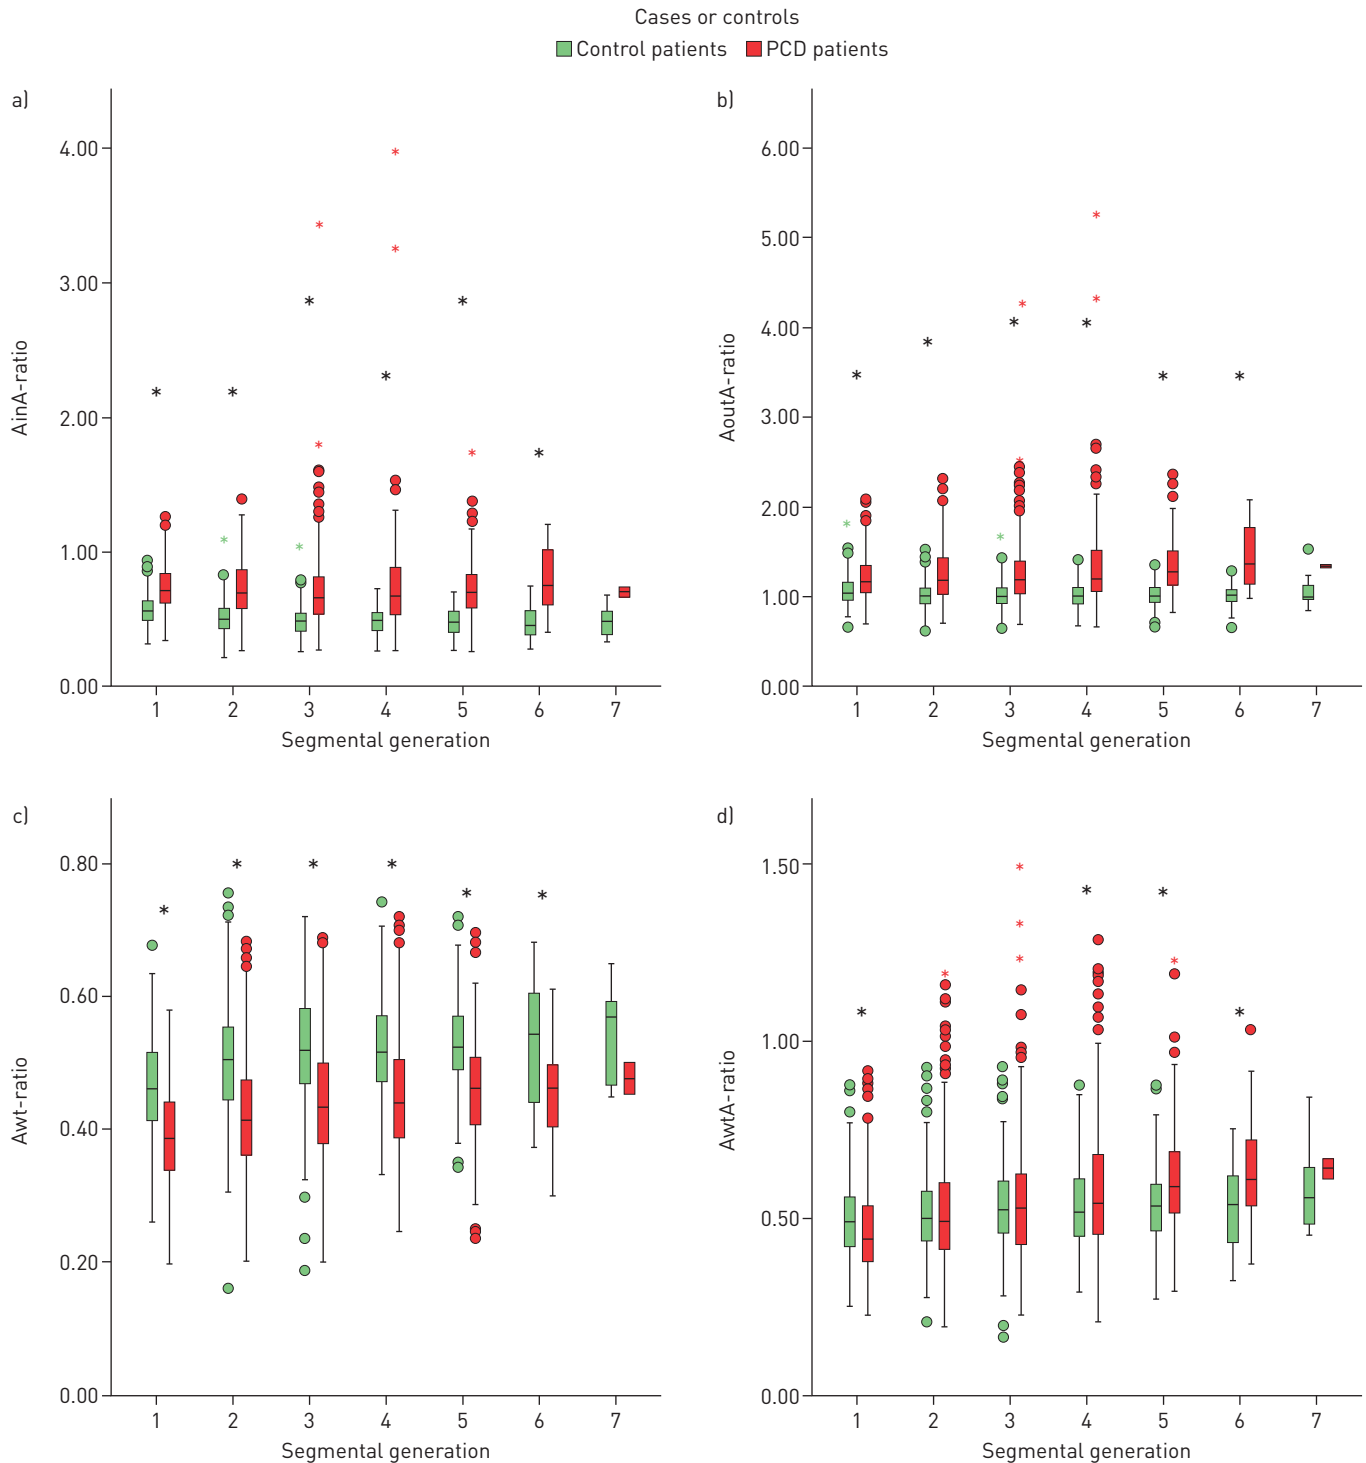 Cases or controls
Control patients PCD patients
a)
4.00
3.00
2.00
1.00
0.00
AinA-ratio
1 2 3 4 5 6 7
Segmental generation
b)
6.00
5.00
4.00
3.00
2.00
1.00
0.00
AoutA-ratio
1 2 3 4 5 6 7
Segmental generation
c)
0.80
0.60
0.40
0.20
0.00
Awt-ratio
1 2 3 4 5 6 7
Segmental generation
d)
1.50
1.00
0.50
0.00
AwtA-ratio
1 2 3 4 5 6 7
Segmental generation